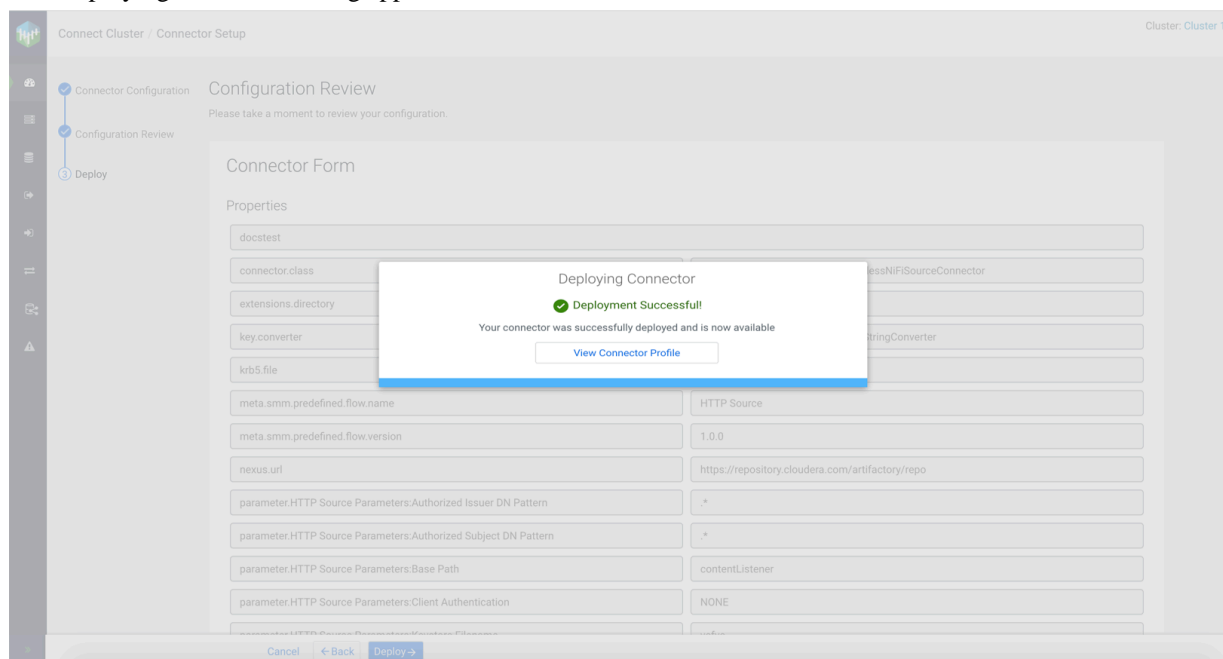 Connect Cluster / Connector Setup
Cluster: Cluster 1
Connector Configuration
Configuration Review
3 Deploy
Configuration Review
Please take a moment to review your configuration.
Connector Form
Properties
docstest
connector.class
essNiFiSourceConnector
extensions.directory
key.converter
StringConverter
krb5.file
Deploying Connector
Deployment Successful!
Your connector was successfully deployed and is now available
View Connector Profile
meta.smm.predefined.flow.name HTTP Source
meta.smm.predefined.flow.version 1.0.0
nexus.url https://repository.cloudera.com/artifactory/repo
parameter.HTTP Source Parameters:Authorized Issuer DN Pattern .*
parameter.HTTP Source Parameters:Authorized Subject DN Pattern .*
parameter.HTTP Source Parameters:Base Path contentListener
parameter.HTTP Source Parameters:Client Authentication NONE
Cancel ←Back Deploy→